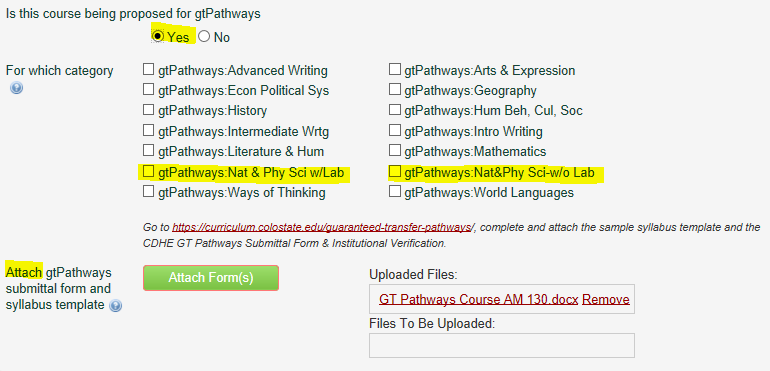 Is this course being proposed for gtPathways
Yes No
For which category
gtPathways:Advanced Writing gtPathways:Arts & Expression
gtPathways:Econ Political Sys gtPathways:Geography
gtPathways:History gtPathways:Hum Beh, Cul, Soc
gtPathways:Intermediate Wrtg gtPathways:Intro Writing
gtPathways:Literature & Hum gtPathways:Mathematics
gtPathways:Nat & Phy Sci w/Lab gtPathways:Nat&Phy Sci-w/o Lab
gtPathways:Ways of Thinking gtPathways:World Languages
Go to https://curriculum.colostate.edu/guaranteed-transfer-pathways/, complete and attach the sample syllabus template and the
CDHE GT Pathways Submittal Form & Institutional Verification.
Attach gtPathways
submittal form and
syllabus template
Attach Form(s)
Uploaded Files:
GT Pathways Course AM 130.docx Remove
Files To Be Uploaded: